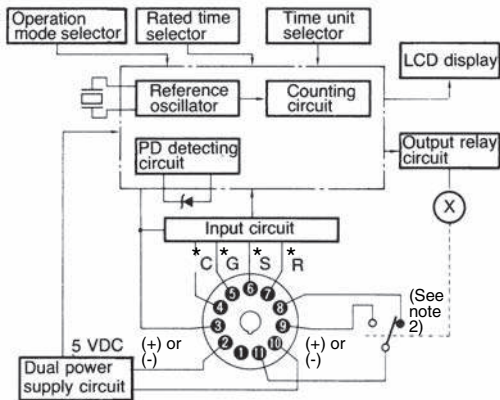 Operation
mode selector
Rated time
selector
Time unit
selector
LCD display
Reference
oscillator
Counting
circuit
PD detecting
circuit
Output relay
circuit
X
Input circuit
*C *G *S *R
4 5 6 7 8
3 9
2 1 11 10
(See
note
2)
5 VDC
(+) or
(-)
(+) or
(-)
Dual power
supply circuit